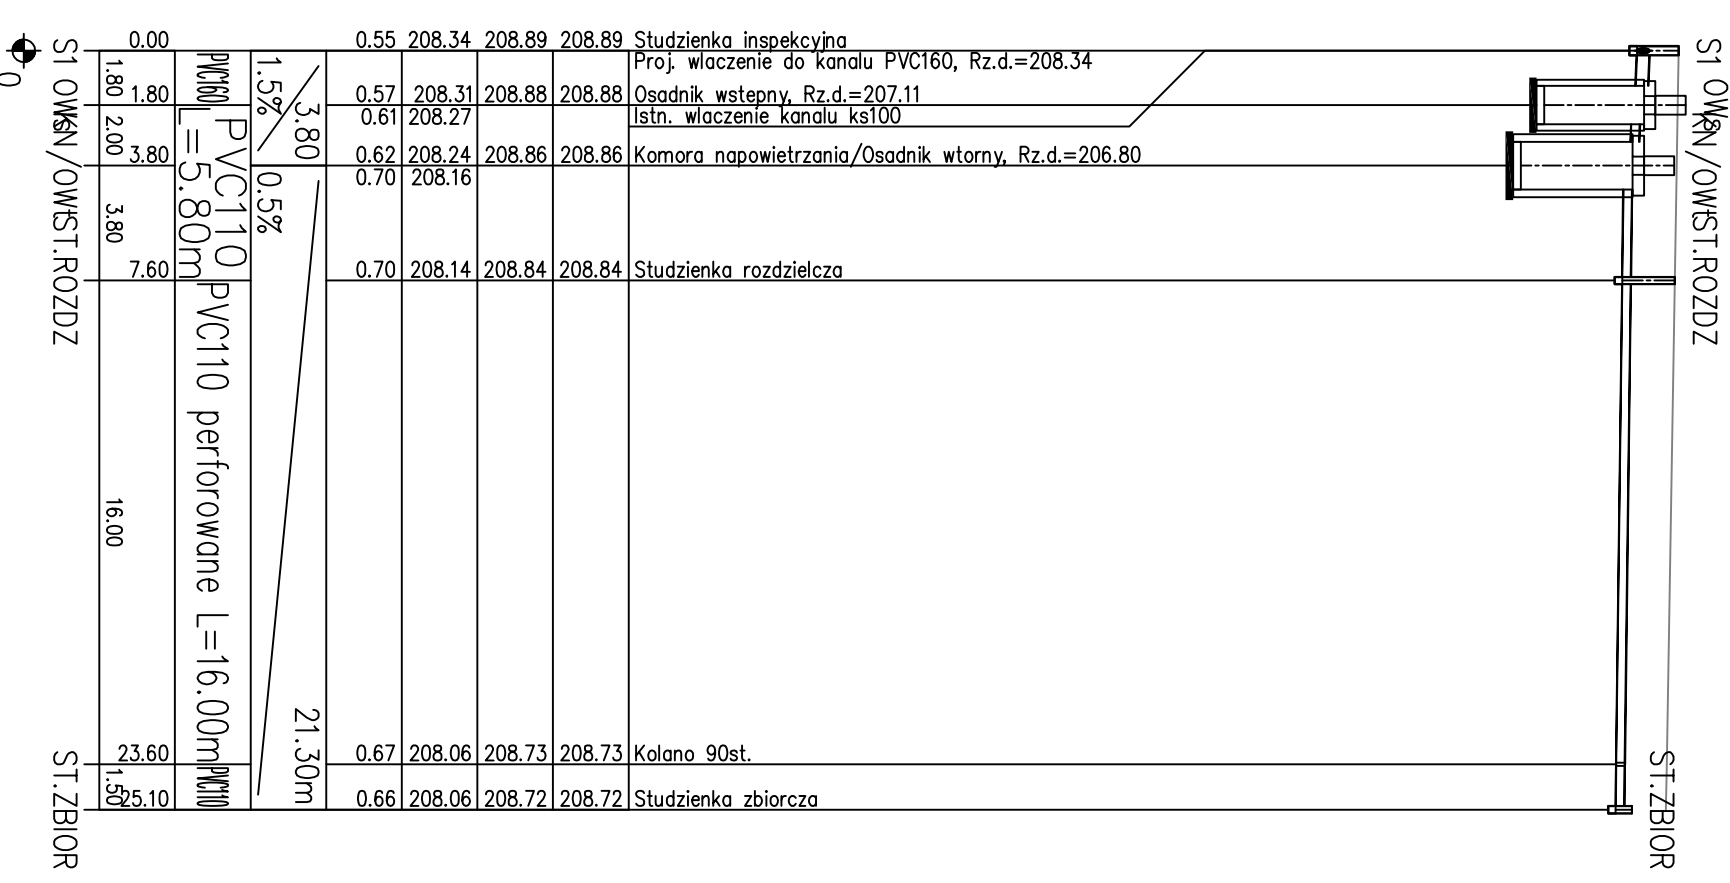 0.00 0.55 208.34 208.89 208.89 Studzienka inspekcyjna
Proj. wlaczenie do kanalu PVC160, Rz.d.=208.34
1.80 0.57 208.31 208.88 208.88 Osadnik wstepny, Rz.d.=207.11
0.61 208.27 Istn. wlaczenie kanalu ks100
3.80 0.62 208.24 208.86 208.86 Komora napowietrzania/Osadnik wtorny, Rz.d.=206.80
0.70 208.16
7.60 0.70 208.14 208.84 208.84 Studzienka rozdzielcza
23.60 0.67 208.06 208.73 208.73 Kolano 90st.
25.10 0.66 208.06 208.72 208.72 Studzienka zbiorcza
S1
ST.ROZDZ
ST.ZBIOR
1.80
2.00
3.80
16.00
1.50
PVC160
PVC110
L=5.80m
PVC110 perforowane L=16.00m
PVC110
1.5%
3.80
0.5%
21.30m
S1
ST.ROZDZ
ST.ZBIOR
0